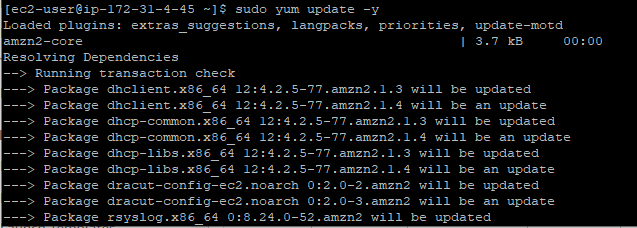 [ec2-user@ip-172-31-4-45 ~]$ sudo yum update -y
Loaded plugins: extras_suggestions, langpacks, priorities, update-motd
amzn2-core | 3.7 kB 00:00
Resolving Dependencies
--> Running transaction check
---> Package dhclient.x86_64 12:4.2.5-77.amzn2.1.3 will be updated
---> Package dhclient.x86_64 12:4.2.5-77.amzn2.1.4 will be an update
---> Package dhcp-common.x86_64 12:4.2.5-77.amzn2.1.3 will be updated
---> Package dhcp-common.x86_64 12:4.2.5-77.amzn2.1.4 will be an update
---> Package dhcp-libs.x86_64 12:4.2.5-77.amzn2.1.3 will be updated
---> Package dhcp-libs.x86_64 12:4.2.5-77.amzn2.1.4 will be an update
---> Package dracut-config-ec2.noarch 0:2.0-2.amzn2 will be updated
---> Package dracut-config-ec2.noarch 0:2.0-3.amzn2 will be an update
---> Package rsyslog.x86_64 0:8.24.0-52.amzn2 will be updated